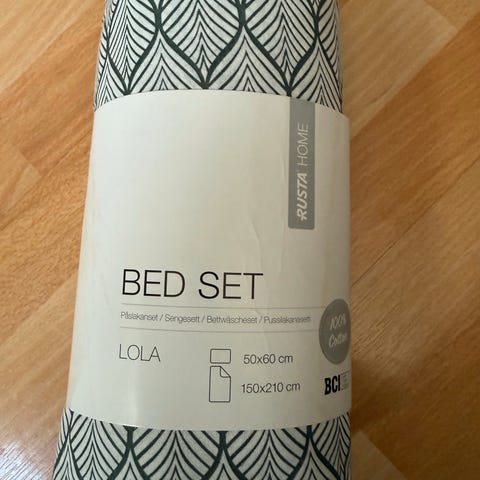 RUSTA HOME
BED SET
Påslakanset / Sengesett / Bettwäscheset / Pussilakanasetti
100%
Cotton
LOLA
50x60 cm
150x210 cm
BCI